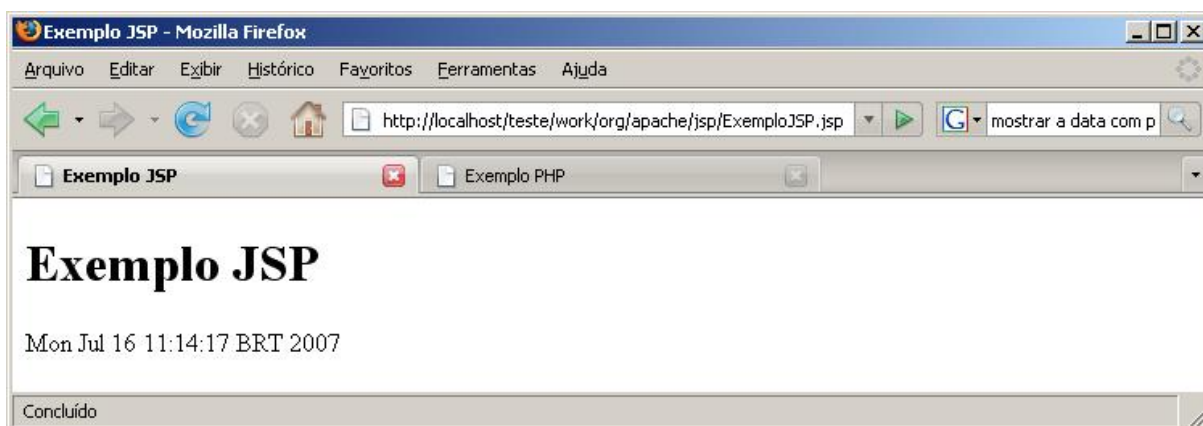 Exemplo JSP - Mozilla Firefox
Arquivo Editar Exibir Histórico Favoritos Ferramentas Ajuda
http://localhost/teste/work/org/apache/jsp/ExemploJSP.jsp G mostrar a data com p
Exemplo JSP Exemplo PHP
Exemplo JSP
Mon Jul 16 11:14:17 BRT 2007
Concluído